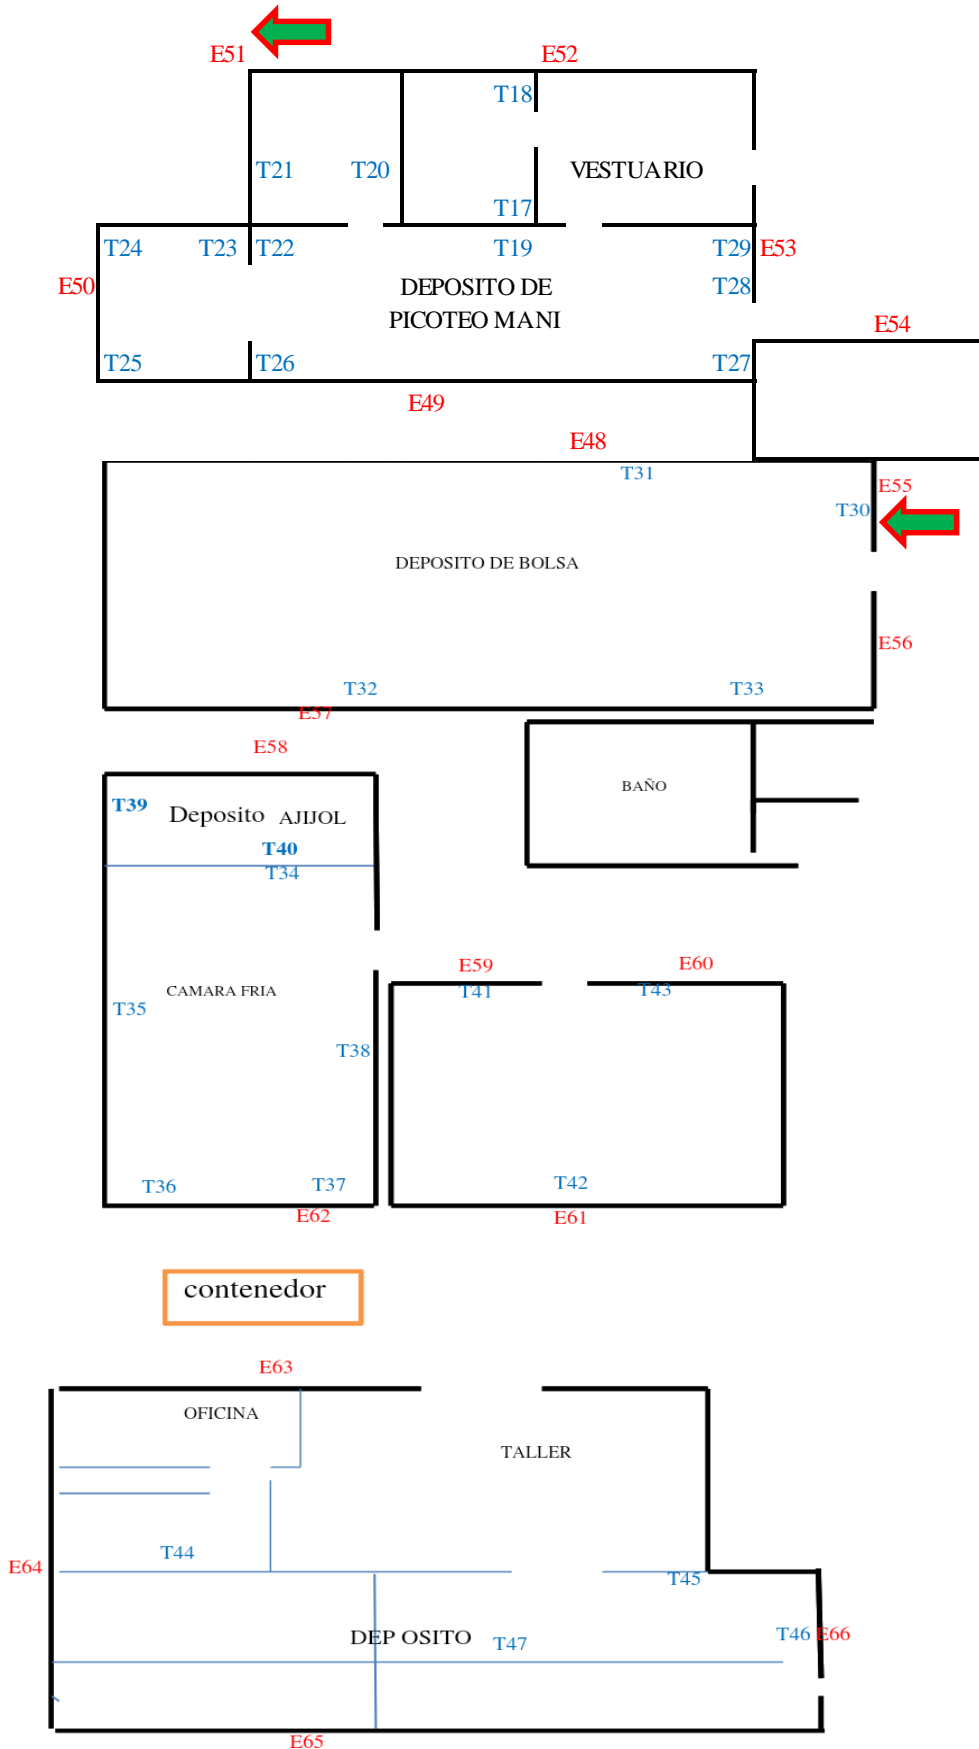 E51
E52
T18
T21
T20
VESTUARIO
T17
T24
T23
T22
T19
T29
E53
E50
DEPOSITO DE
PICOTEO MANI
T28
E54
T25
T26
T27
E49
E48
T31
E55
T30
DEPOSITO DE BOLSA
E56
T32
T33
E57
E58
BAÑO
T39
Deposito AJIJOL
T40
T34
E59
E60
T41
T43
CAMARA FRIA
T35
T38
T36
T37
T42
E62
E61
contenedor
E63
OFICINA
TALLER
T44
E64
T45
DEP OSITO
T47
T46
E66
E65